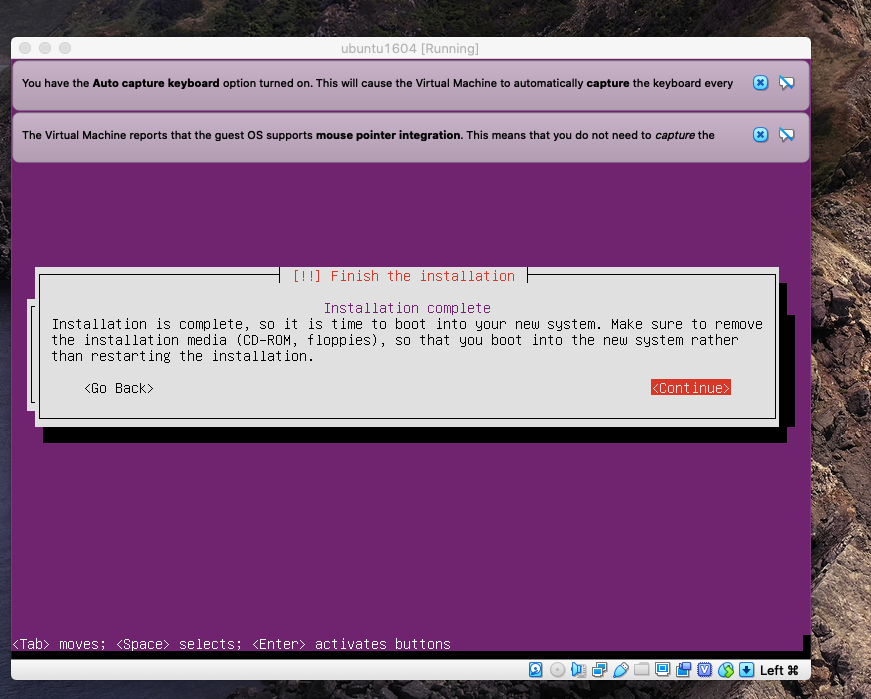 ubuntu1604 [Running]
You have the Auto capture keyboard option turned on. This will cause the Virtual Machine to automatically capture the keyboard every
The Virtual Machine reports that the guest OS supports mouse pointer integration. This means that you do not need to capture the
[!!] Finish the installation
Installation complete
Installation is complete, so it is time to boot into your new system. Make sure to remove
the installation media (CD-ROM, floppies), so that you boot into the new system rather
than restarting the installation.
<Go Back> <Continue>
<Tab> moves; <Space> selects; <Enter> activates buttons
Left ⌘